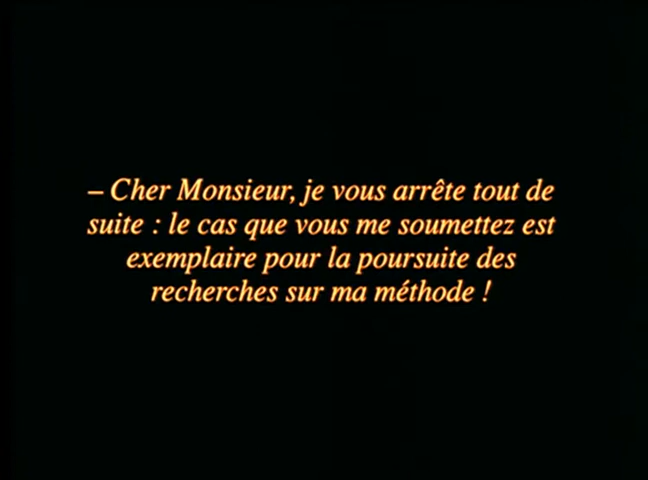 – Cher Monsieur, je vous arrête tout de
suite : le cas que vous me soumettez est
exemplaire pour la poursuite des
recherches sur ma méthode !